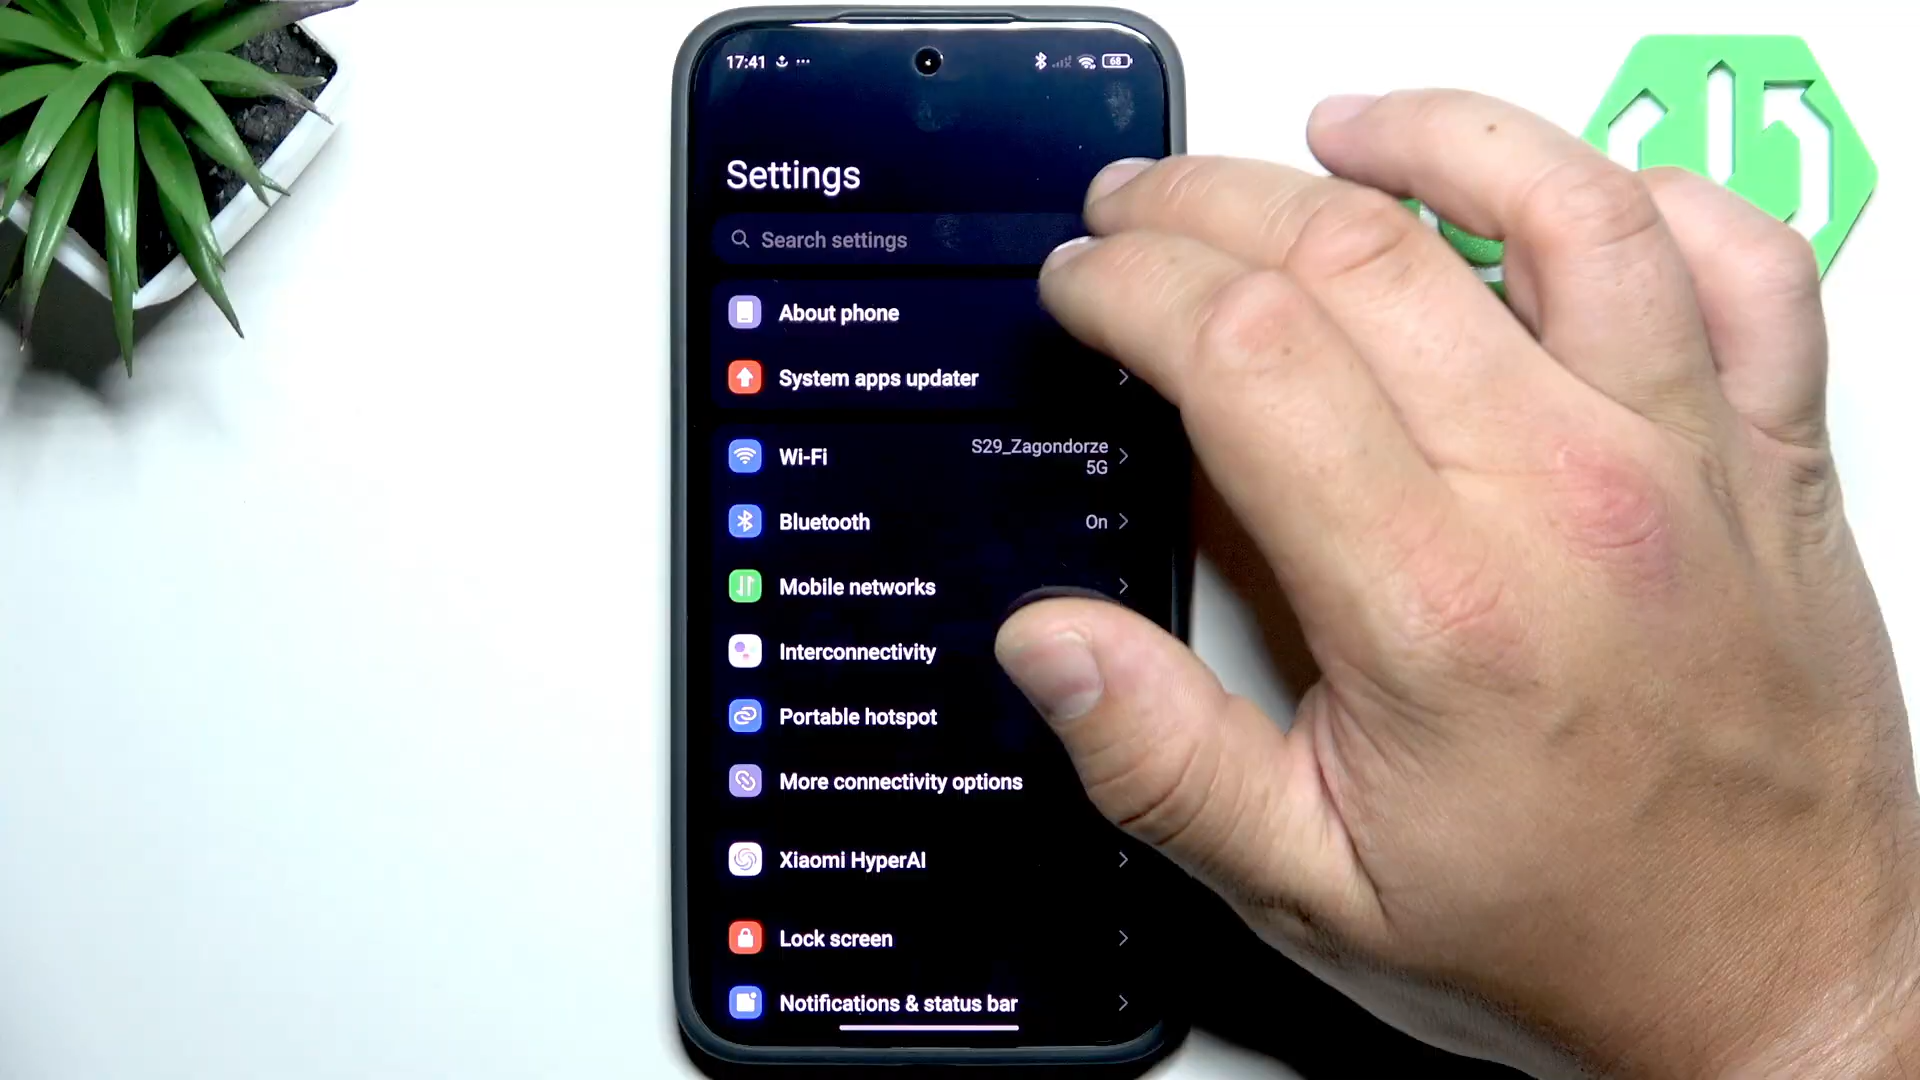 17:41
68
Settings
Search settings
About phone
System apps updater
Wi-Fi
S29_Zagondorze
5G
Bluetooth
On
Mobile networks
Interconnectivity
Portable hotspot
More connectivity options
Xiaomi HyperAI
Lock screen
Notifications & status bar